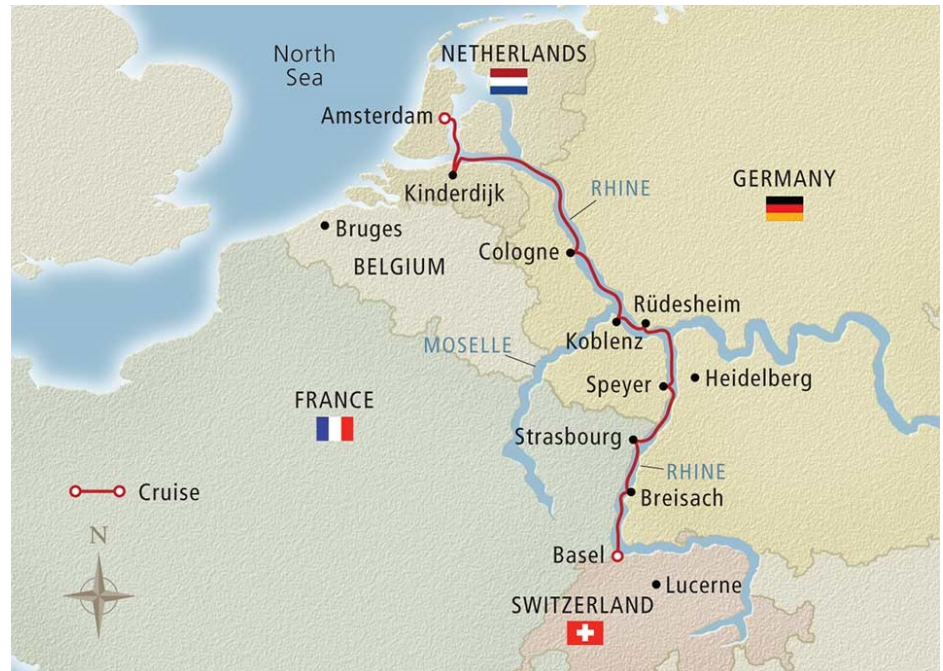 North
Sea
NETHERLANDS
Amsterdam
Kinderdijk
RHINE
GERMANY
Bruges
Cologne
BELGIUM
Rüdesheim
Koblenz
MOSELLE
Speyer
Heidelberg
FRANCE
Strasbourg
RHINE
Cruise
Breisach
N
Basel
Lucerne
SWITZERLAND